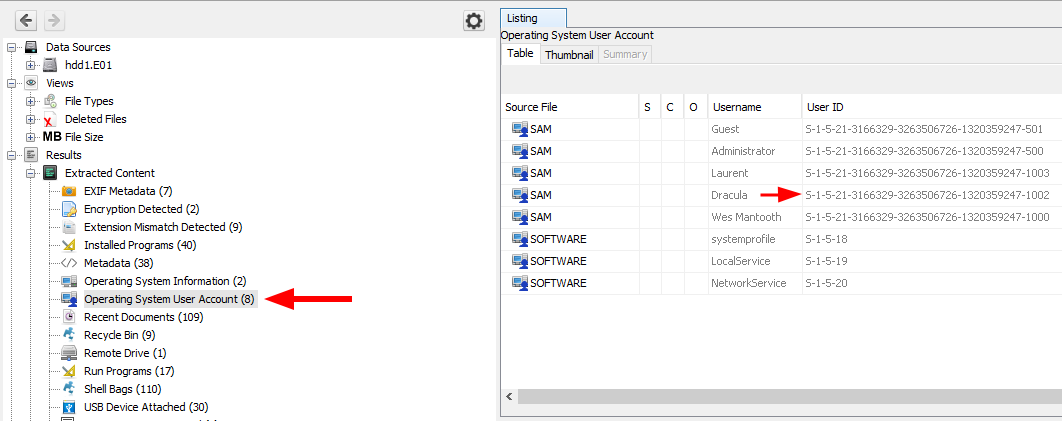 Data Sources
hdd1.E01
Views
File Types
Deleted Files
MB File Size
Results
Extracted Content
EXIF Metadata (7)
Encryption Detected (2)
Extension Mismatch Detected (9)
Installed Programs (40)
Metadata (38)
Operating System Information (2)
Operating System User Account (8)
Recent Documents (109)
Recycle Bin (9)
Remote Drive (1)
Run Programs (17)
Shell Bags (110)
USB Device Attached (30)
Listing
Operating System User Account
Table Thumbnail Summary
Source File S C O Username User ID
SAM Guest S-1-5-21-3166329-3263506726-1320359247-501
SAM Administrator S-1-5-21-3166329-3263506726-1320359247-500
SAM Laurent S-1-5-21-3166329-3263506726-1320359247-1003
SAM Dracula S-1-5-21-3166329-3263506726-1320359247-1002
SAM Wes Mantooth S-1-5-21-3166329-3263506726-1320359247-1000
SOFTWARE systemprofile S-1-5-18
SOFTWARE LocalService S-1-5-19
SOFTWARE NetworkService S-1-5-20